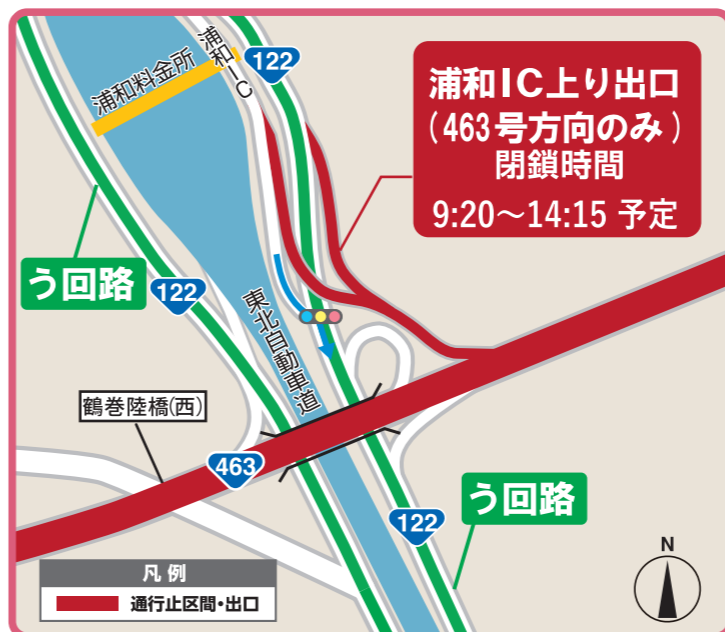 浦和料金所
浦和IC
122
浦和IC上り出口
(463号方向のみ)
閉鎖時間
9:20〜14:15 予定
う回路
122
東北自動車道
鶴巻陸橋(西)
463
う回路
122
N
凡例
通行止区間・出口